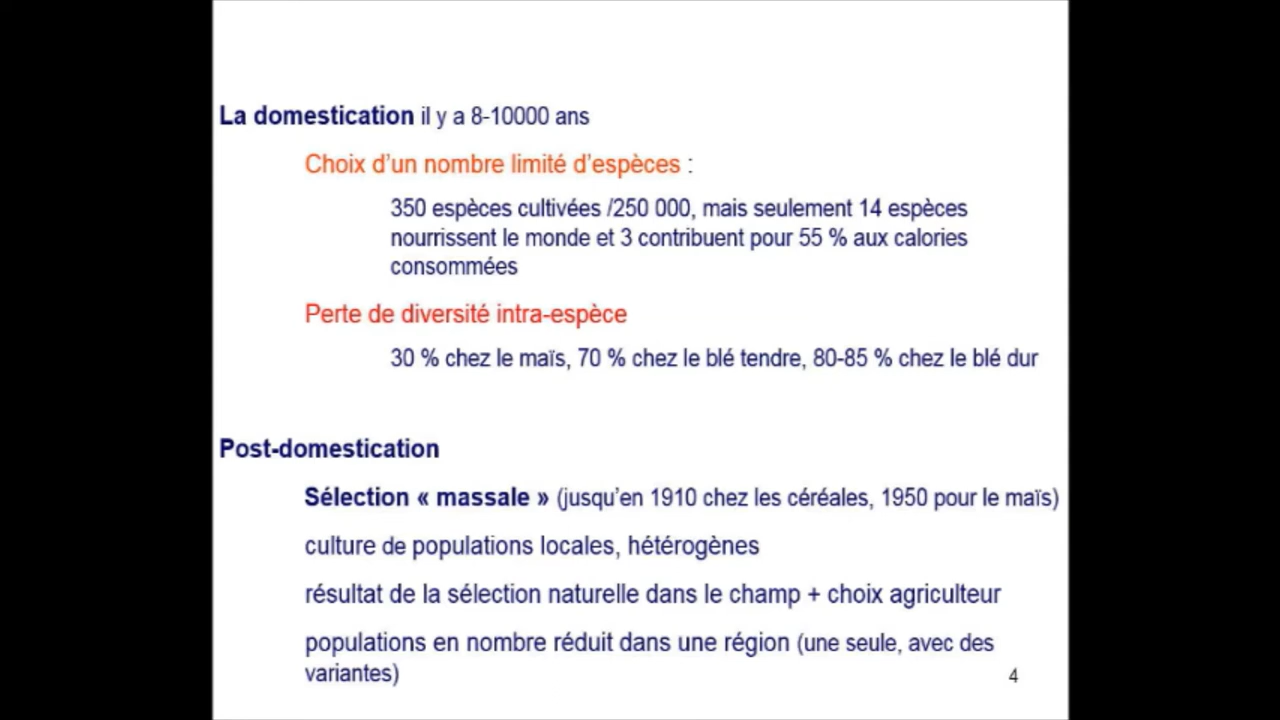 La domestication il y a 8-10000 ans
Choix d'un nombre limité d'espèces :
350 espèces cultivées /250 000, mais seulement 14 espèces
nourrissent le monde et 3 contribuent pour 55 % aux calories
consommées
Perte de diversité intra-espèce
30 % chez le maïs, 70 % chez le blé tendre, 80-85 % chez le blé dur
Post-domestication
Sélection « massale » (jusqu'en 1910 chez les céréales, 1950 pour le maïs)
culture de populations locales, hétérogènes
résultat de la sélection naturelle dans le champ + choix agriculteur
populations en nombre réduit dans une région (une seule, avec des
variantes)
4